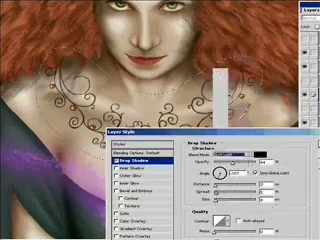 Layers
Lock:
Layer Style
Styles
Blending Options: Default
Drop Shadow
Inner Shadow
Outer Glow
Inner Glow
Bevel and Emboss
Contour
Texture
Satin
Color Overlay
Gradient Overlay
Pattern Overlay
Drop Shadow
Structure
Blend Mode:
Opacity:
Angle:
Use Global Light
Distance:
Spread:
Size:
Quality
Contour:
Anti-aliased
Noise: